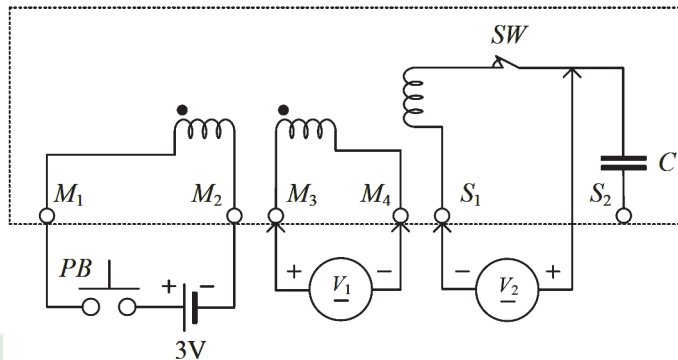 SW
M₁
M₂
M₃
M₄
S₁
S₂
C
PB
+
-
+
V₁
-
-
V₂
+
3V